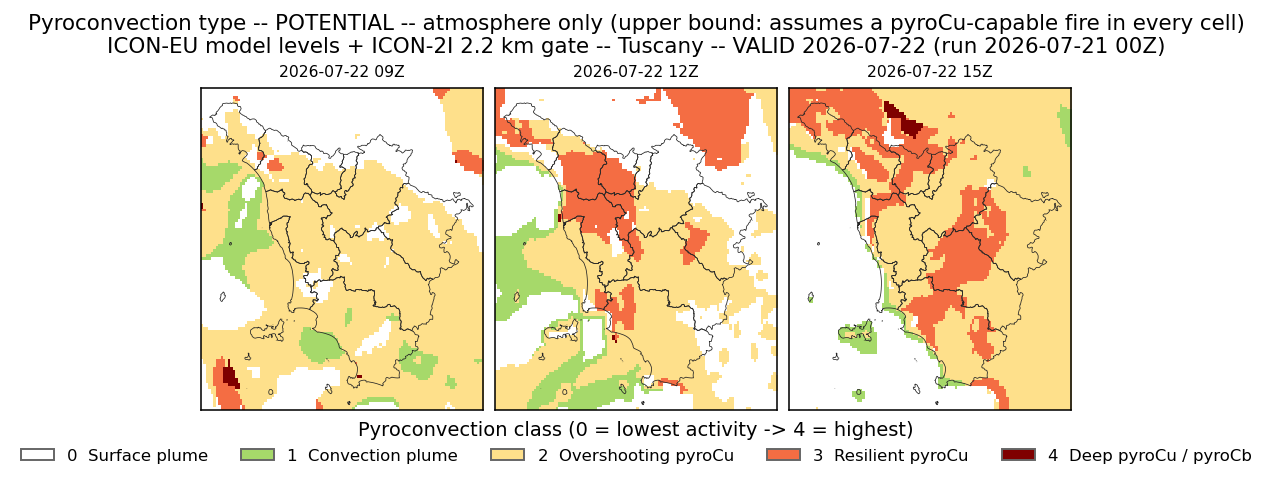 Pyroconvection type -- POTENTIAL -- atmosphere only (upper bound: assumes a pyroCu-capable fire in every cell)
ICON-EU model levels + ICON-2I 2.2 km gate -- Tuscany -- VALID 2026-07-22 (run 2026-07-21 00Z)
2026-07-22 09Z
2026-07-22 12Z
2026-07-22 15Z
Pyroconvection class (0 = lowest activity -> 4 = highest)
0 Surface plume
1 Convection plume
2 Overshooting pyroCu
3 Resilient pyroCu
4 Deep pyroCu / pyroCb